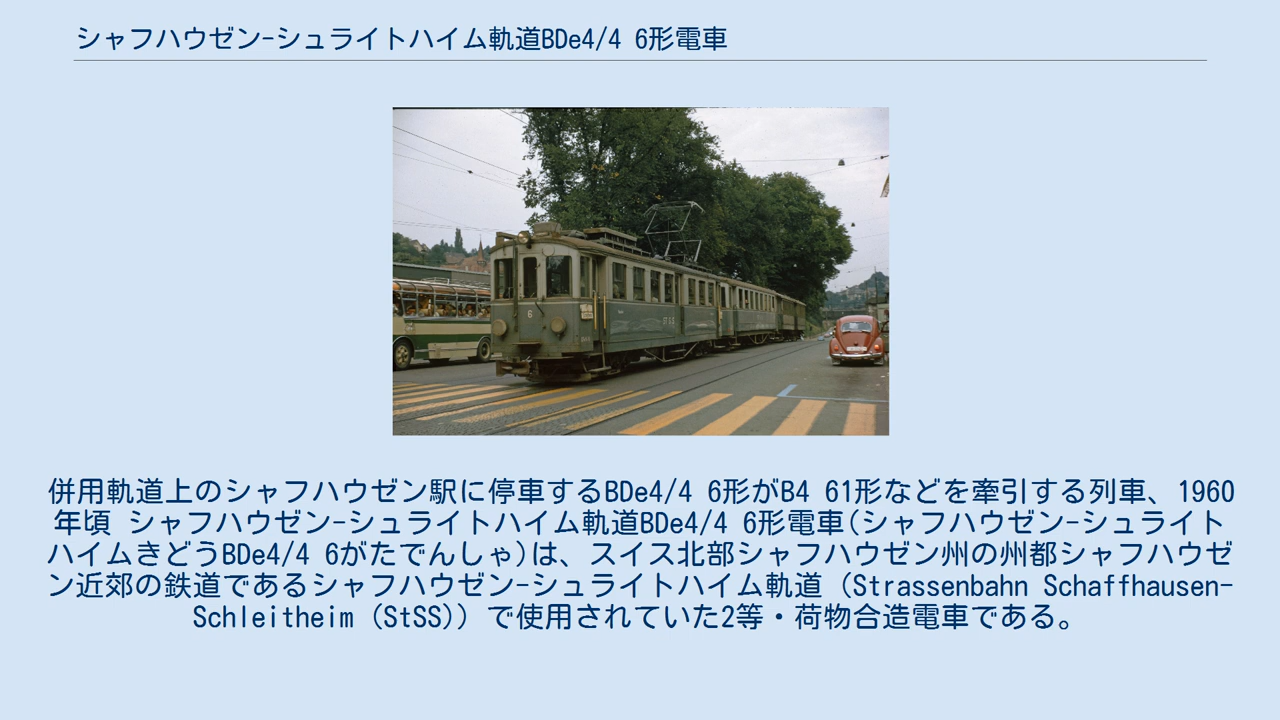 シャフハウゼン-シュライトハイム軌道BDe4/4 6形電車
6
併用軌道上のシャフハウゼン駅に停車するBDe4/4 6形がB4 61形などを牽引する列車、1960
年頃 シャフハウゼン-シュライトハイム軌道BDe4/4 6形電車(シャフハウゼン-シュライト
ハイムきどうBDe4/4 6がたでんしゃ)は、スイス北部シャフハウゼン州の州都シャフハウゼ
ン近郊の鉄道であるシャフハウゼン-シュライトハイム軌道（Strassenbahn Schaffhausen-
Schleitheim（StSS)）で使用されていた2等・荷物合造電車である。